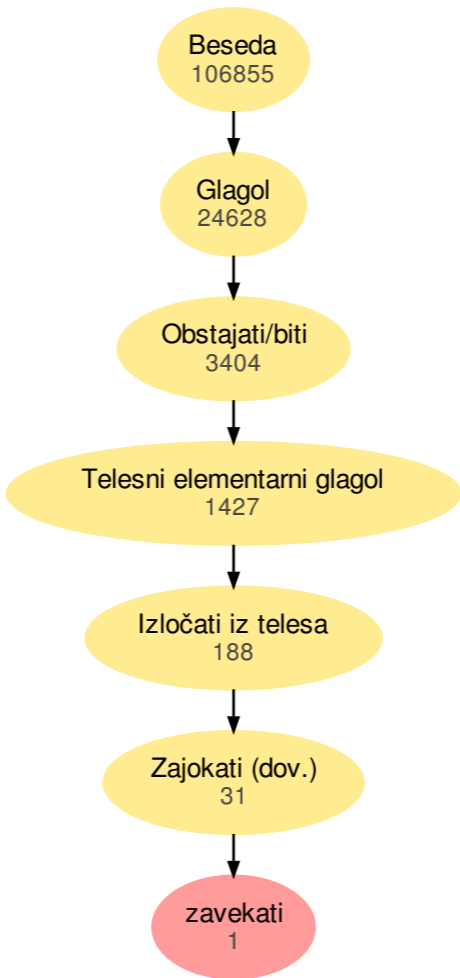 Beseda
106855
Glagol
24628
Obstajati/biti
3404
Telesni elementarni glagol
1427
Izločati iz telesa
188
Zajokati (dov.)
31
zavekati
1